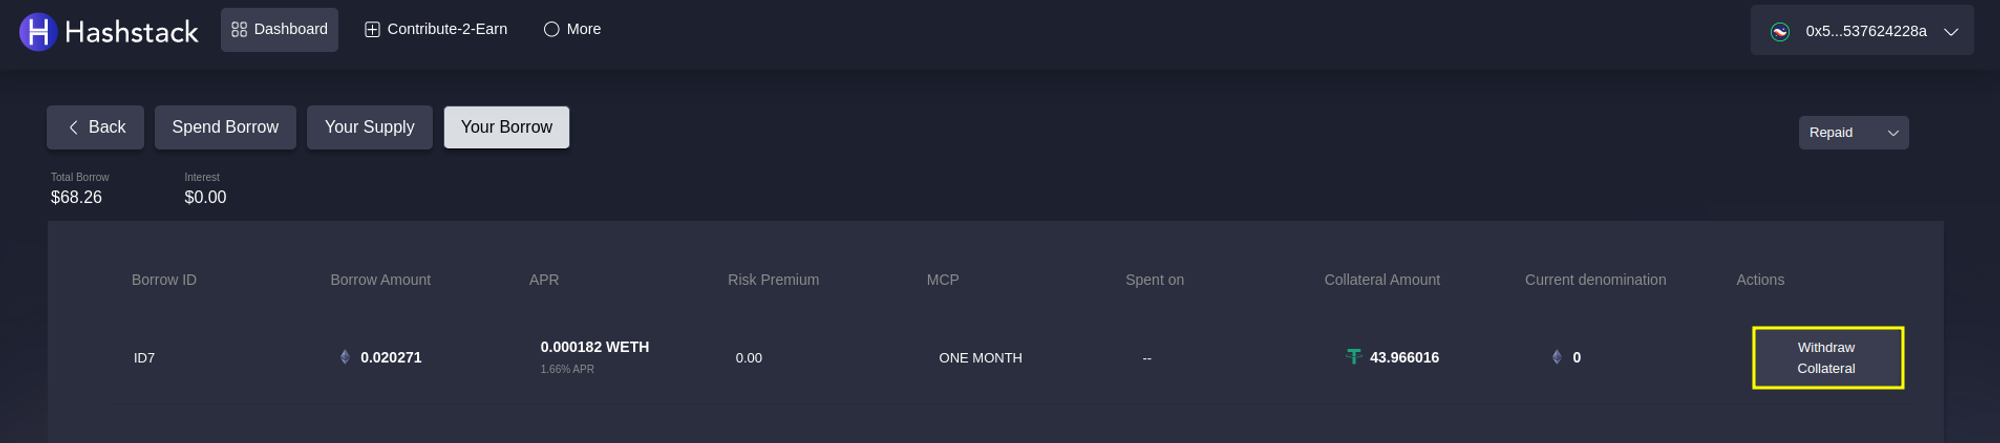 Hashstack Dashboard Contribute-2-Earn More 0x5...537624228a
Back Spend Borrow Your Supply Your Borrow Repaid
Total Borrow Interest
$68.26 $0.00
Borrow ID Borrow Amount APR Risk Premium MCP Spent on Collateral Amount Current denomination Actions
ID7 0.020271 0.000182 WETH 0.00 ONE MONTH -- 43.966016 0 Withdraw
1.66% APR Collateral